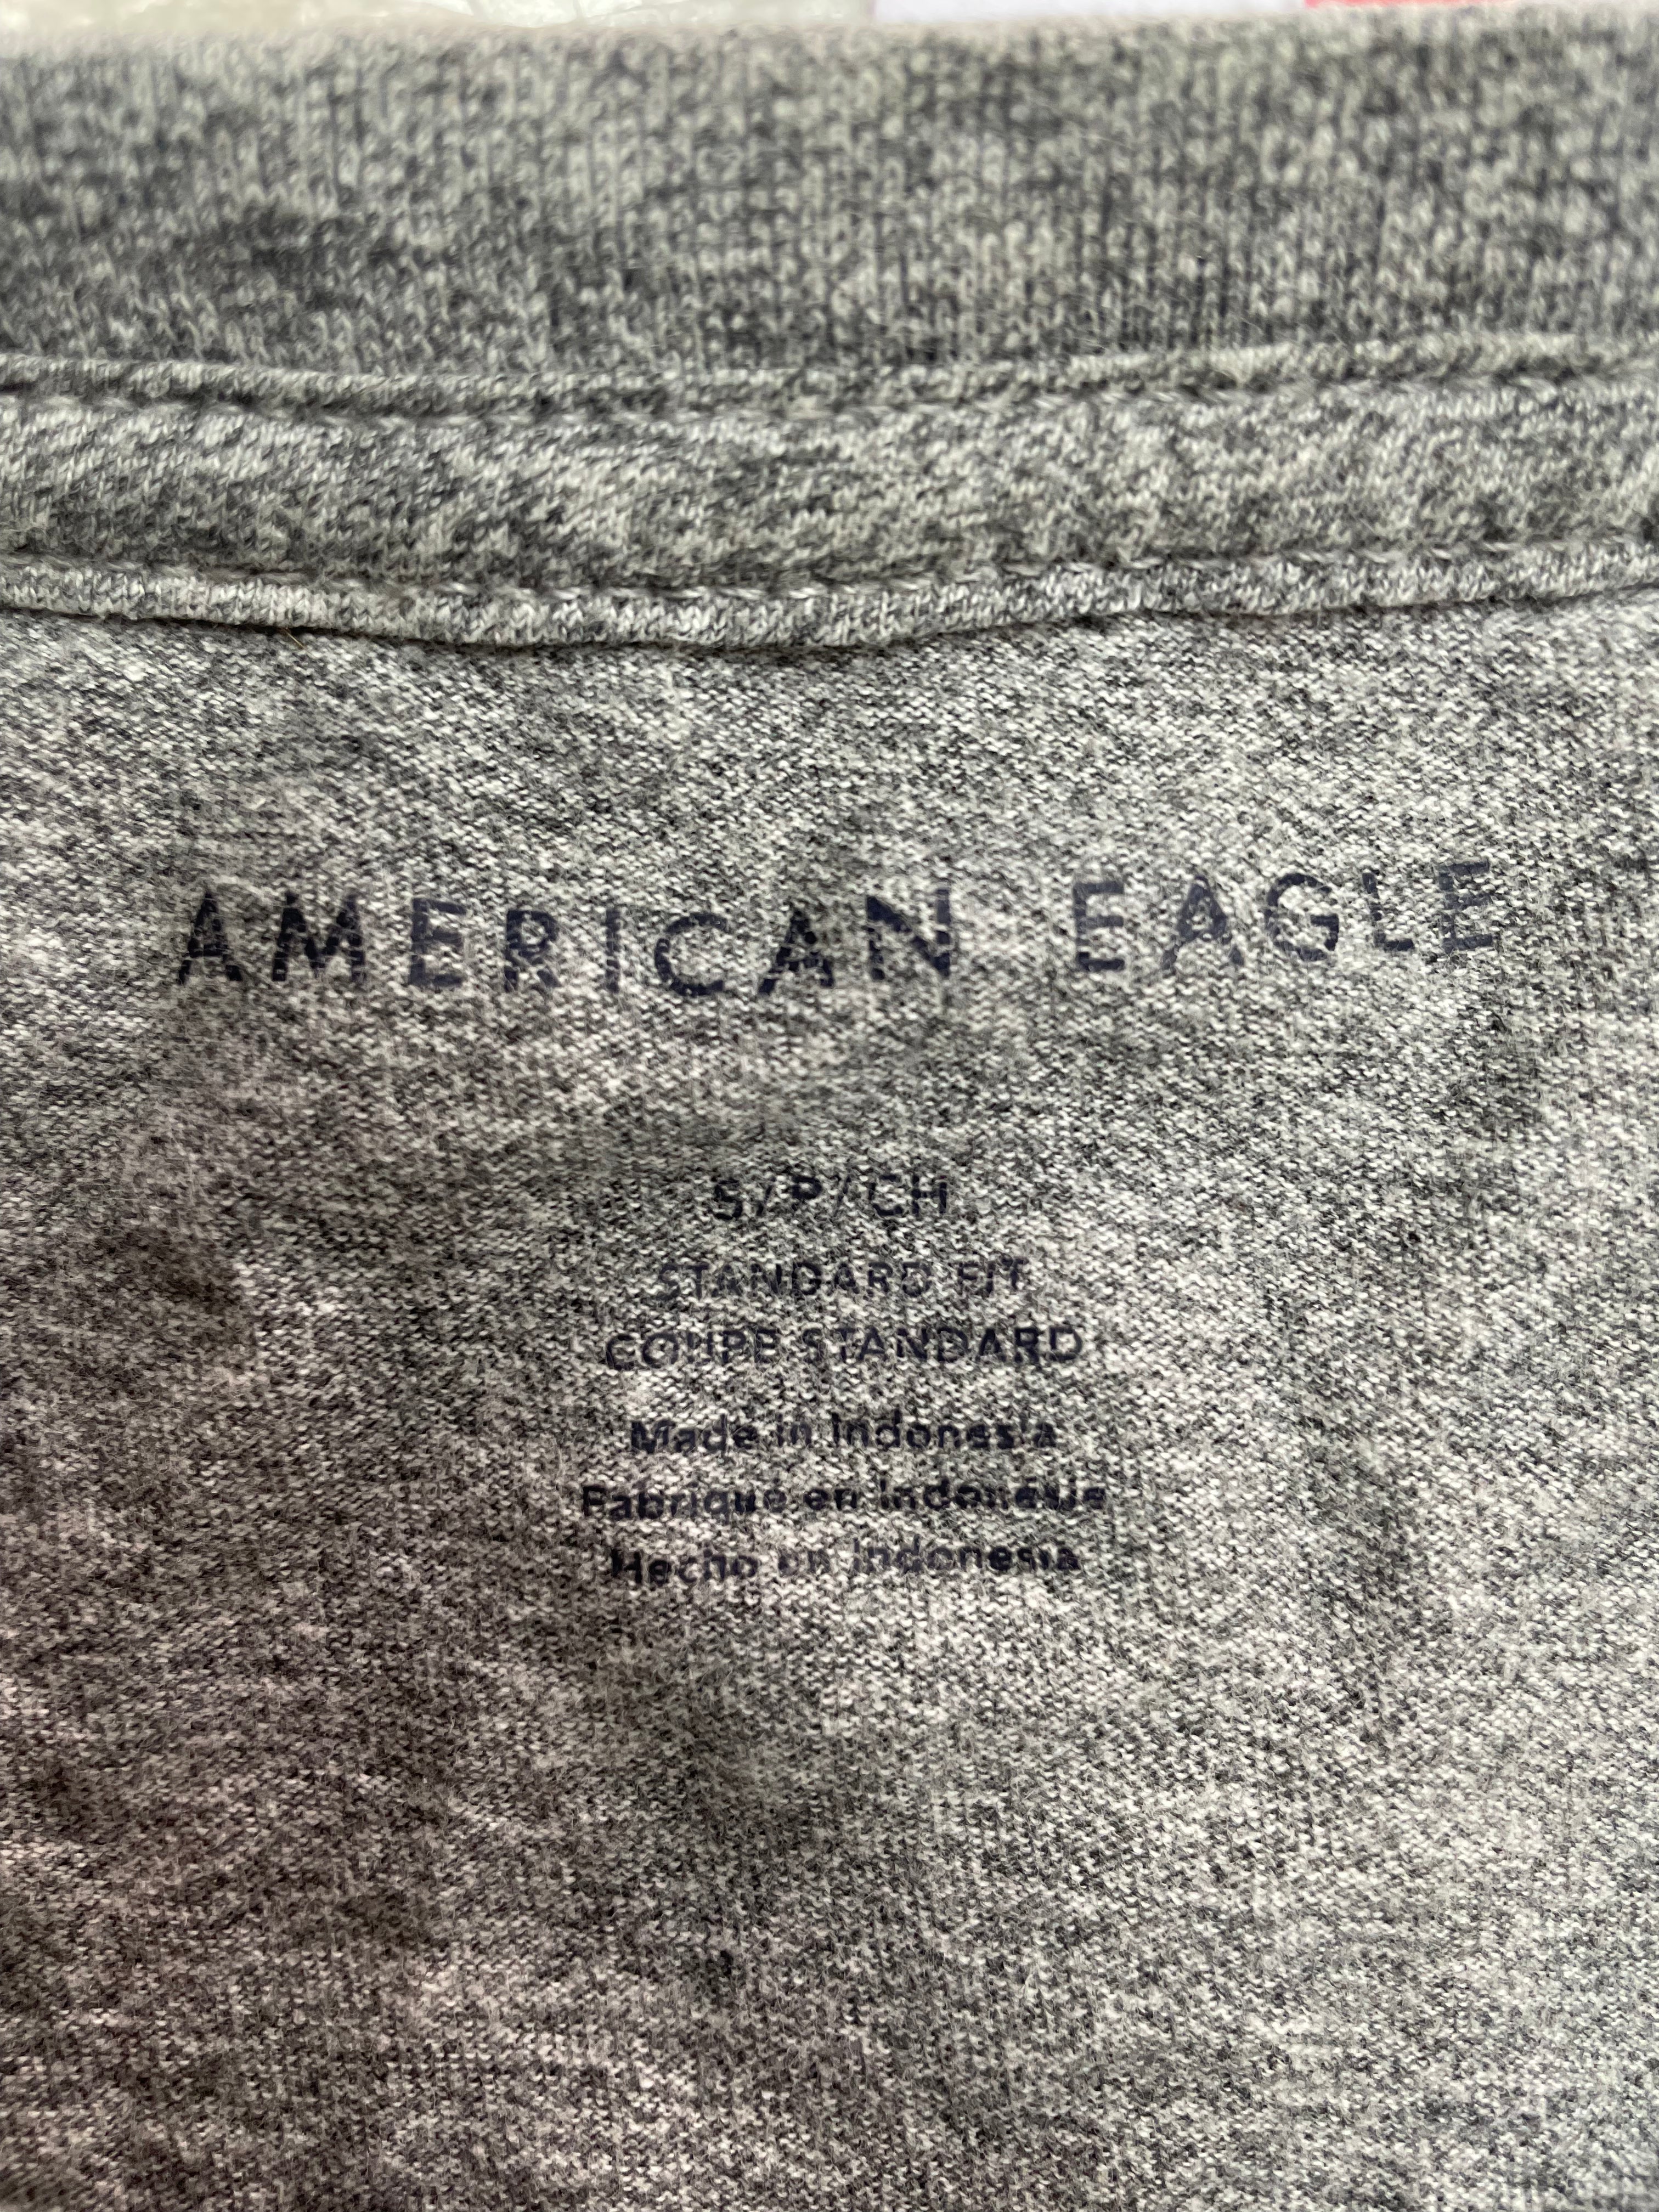 AMERICAN EAGLE
S/P/CH
STANDARD FIT
COUPE STANDARD
Made in Indonesia
Fabriqué en Indonésie
Hecho en Indonesia